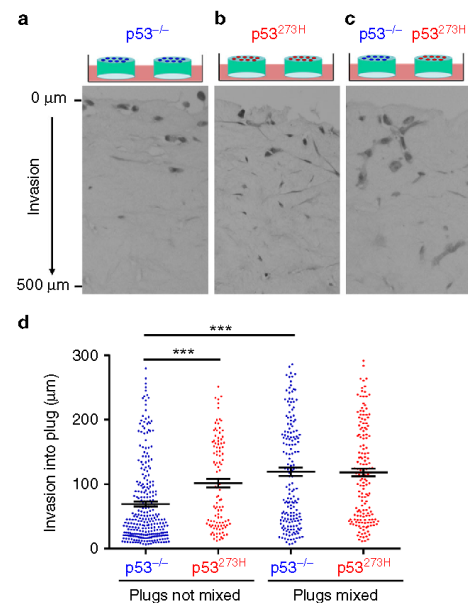 a b c
p53–/– p53273H p53–/– p53273H
0 µm
Invasion
500 µm
d
***
***
Invasion into plug (µm)
300
200
100
0
p53–/– p53273H p53–/– p53273H
Plugs not mixed Plugs mixed